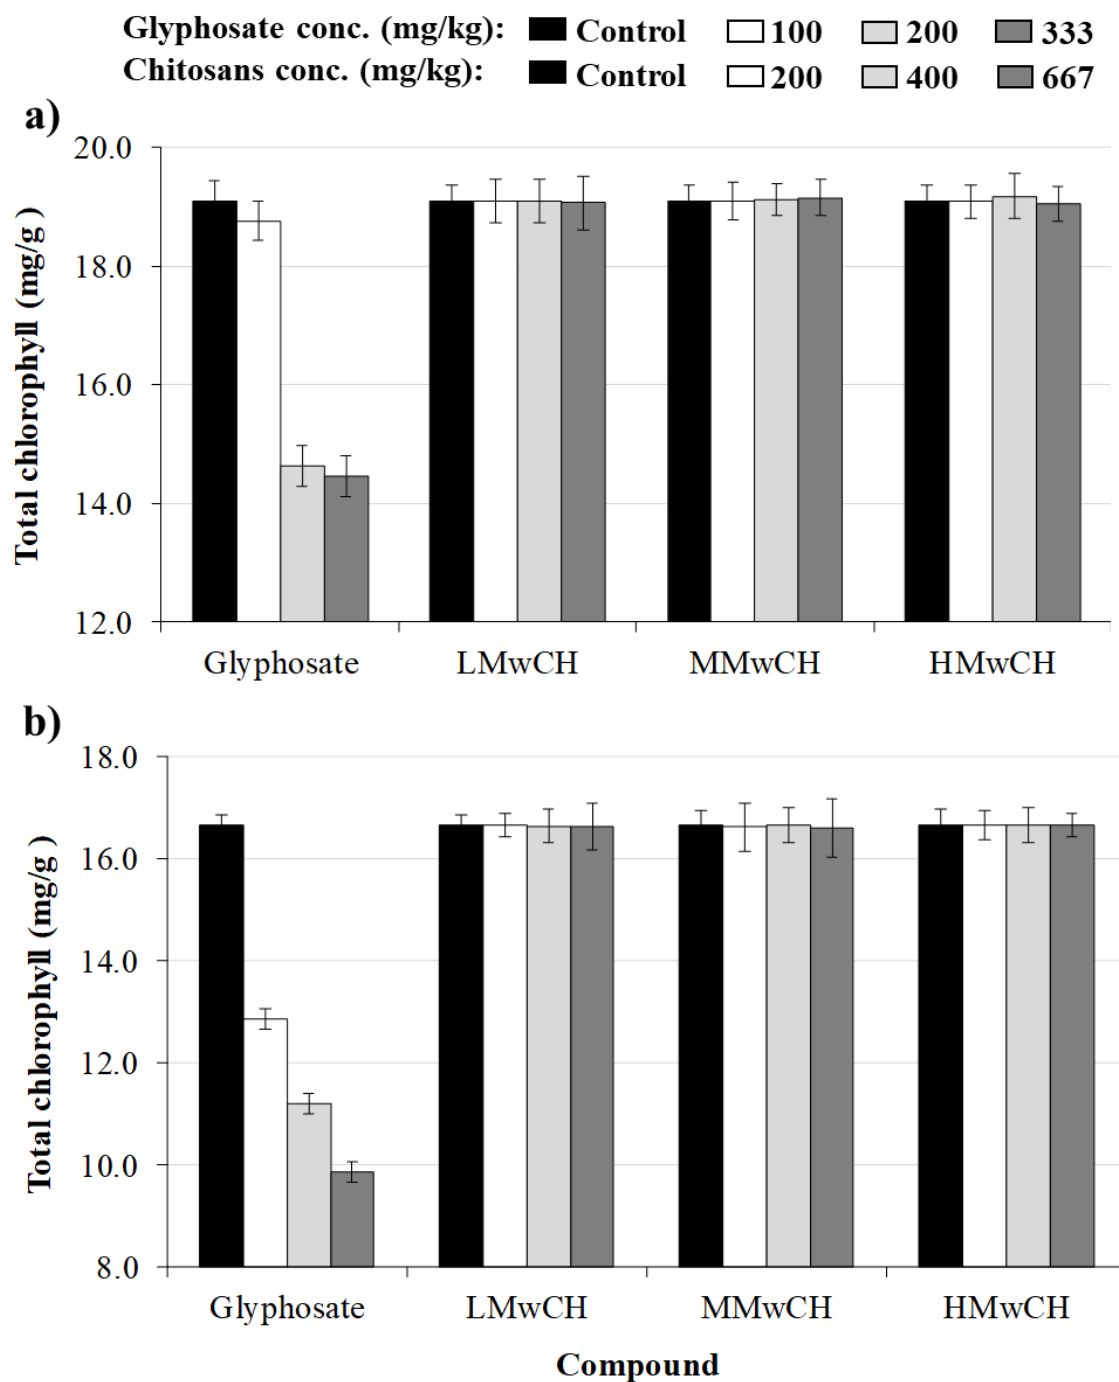 Glyphosate conc. (mg/kg): Control 100 200 333
Chitosans conc. (mg/kg): Control 200 400 667
a)
20.0
18.0
16.0
14.0
12.0
Total chlorophyll (mg/g )
Glyphosate LMwCH MMwCH HMwCH
b)
18.0
16.0
14.0
12.0
10.0
8.0
Total chlorophyll (mg/g )
Glyphosate LMwCH MMwCH HMwCH
Compound